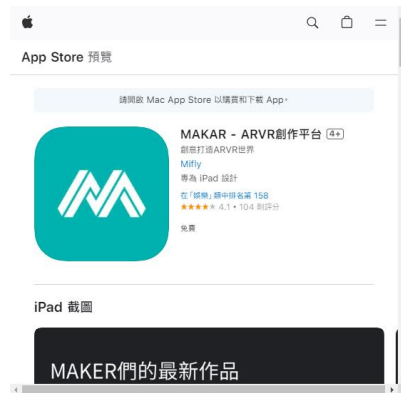 App Store 預覽
請開啟 Mac App Store 以購買和下載 App。
MAKAR - ARVR創作平台 4+
創意打造ARVR世界
Mifly
專為 iPad 設計
在「娛樂」類中排名第 158
★★★★★ 4.1 • 104 則評分
免費
iPad 截圖
MAKER們的最新作品